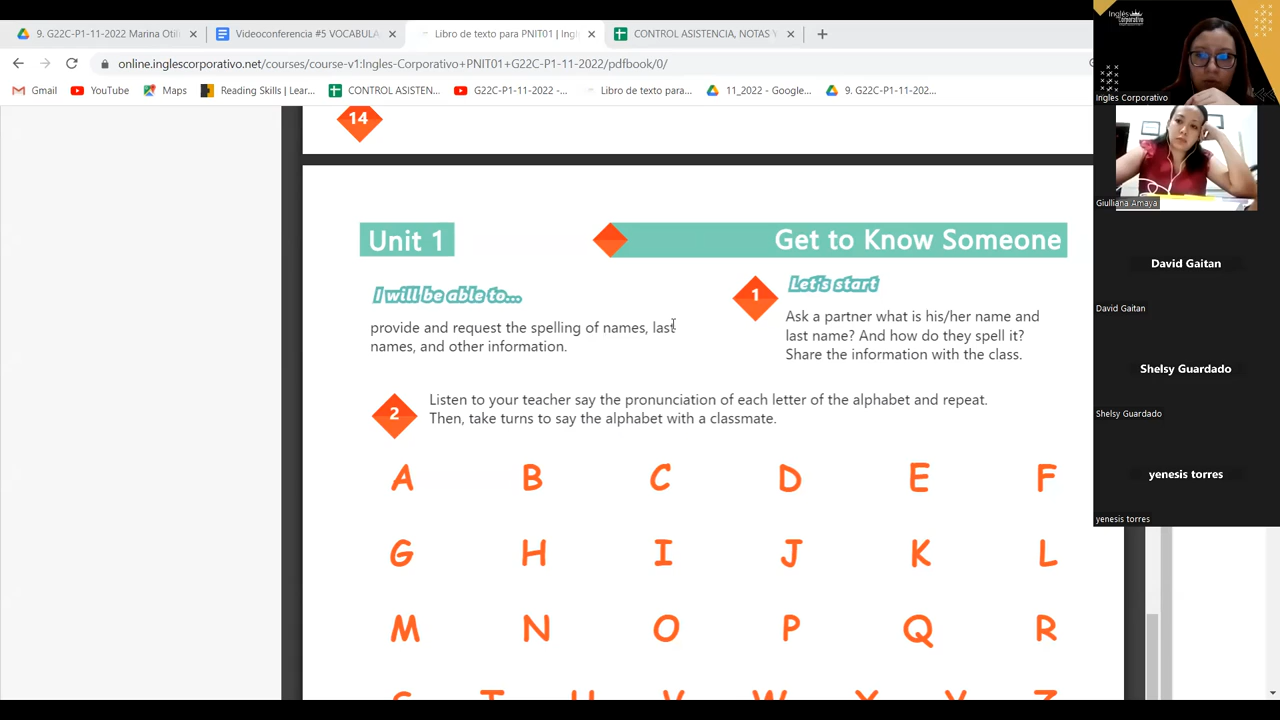 9. G22C-P1-11-2022 Marina Otili
Videoconferencia #5 VOCABULA
Libro de texto para PNIT01 | Ingl
CONTROL ASISTENCIA, NOTAS Y
online.inglescorporativo.net/courses/course-v1:Ingles-Corporativo+PNIT01+G22C-P1-11-2022/pdfbook/0/
Gmail
YouTube
Maps
Reading Skills | Lear...
CONTROL ASISTEN...
G22C-P1-11-2022 -...
Libro de texto para...
11_2022 - Google...
9. G22C-P1-11-2022...
14
Unit 1
Get to Know Someone
I will be able to...
provide and request the spelling of names, last
names, and other information.
1
Let's start
Ask a partner what is his/her name and
last name? And how do they spell it?
Share the information with the class.
2
Listen to your teacher say the pronunciation of each letter of the alphabet and repeat.
Then, take turns to say the alphabet with a classmate.
A B C D E F
G H I J K L
M N O P Q R
S T U V W X Y Z
Inglés
Corporativo
Ingles Corporativo
Giulliana Amaya
David Gaitan
David Gaitan
Shelsy Guardado
Shelsy Guardado
yenesis torres
yenesis torres